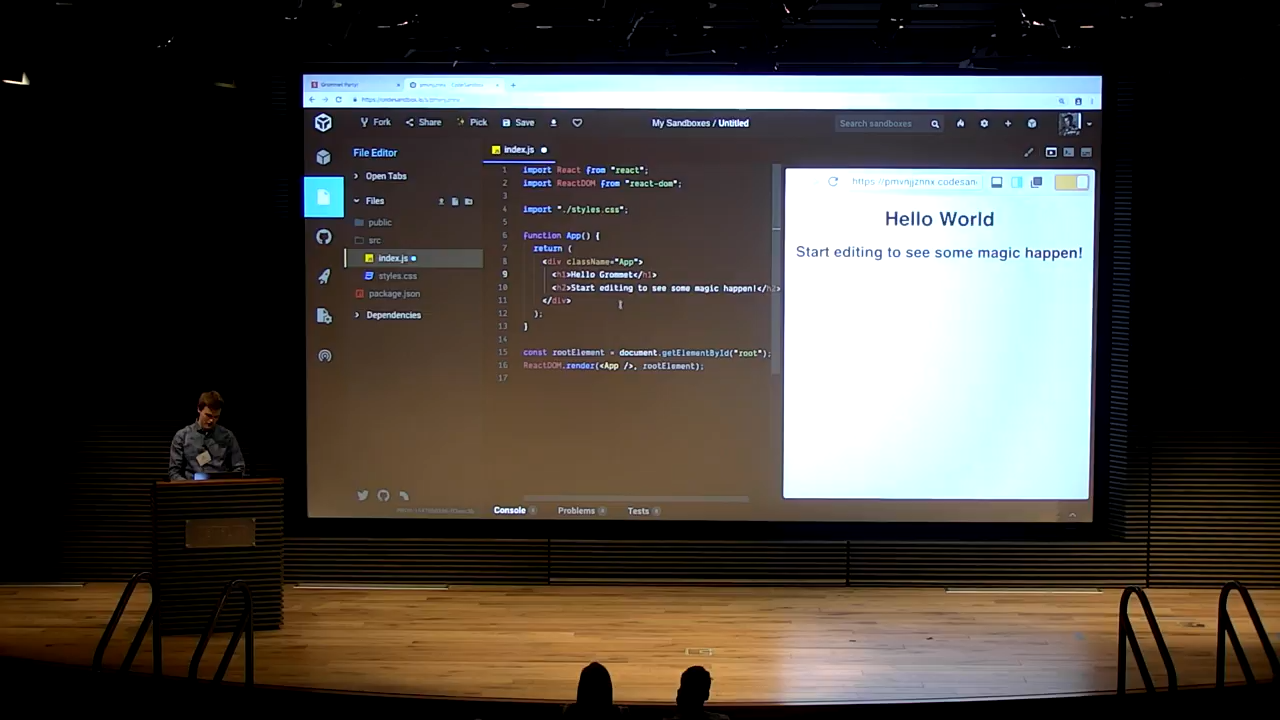 Grommet Party!
CodeSandbox
Fork
Share
Pick
Save
My Sandboxes / Untitled
Search sandboxes
File Editor
Open Tabs
Files
public
src
index.js
styles.css
package.json
Dependencies
index.js
1 import React from "react";
2 import ReactDOM from "react-dom";
3
4 import "./styles.css";
5
6 function App() {
7 return (
8 <div className="App">
9 <h1>Hello Grommet</h1>
10 <h2>Start editing to see some magic happen!</h2>
11 </div>
12 );
13 }
14
15 const rootElement = document.getElementById("root");
16 ReactDOM.render(<App />, rootElement);
17
https://pmvnjjznnx.codesan
Hello World
Start editing to see some magic happen!
Console
Problems
Tests